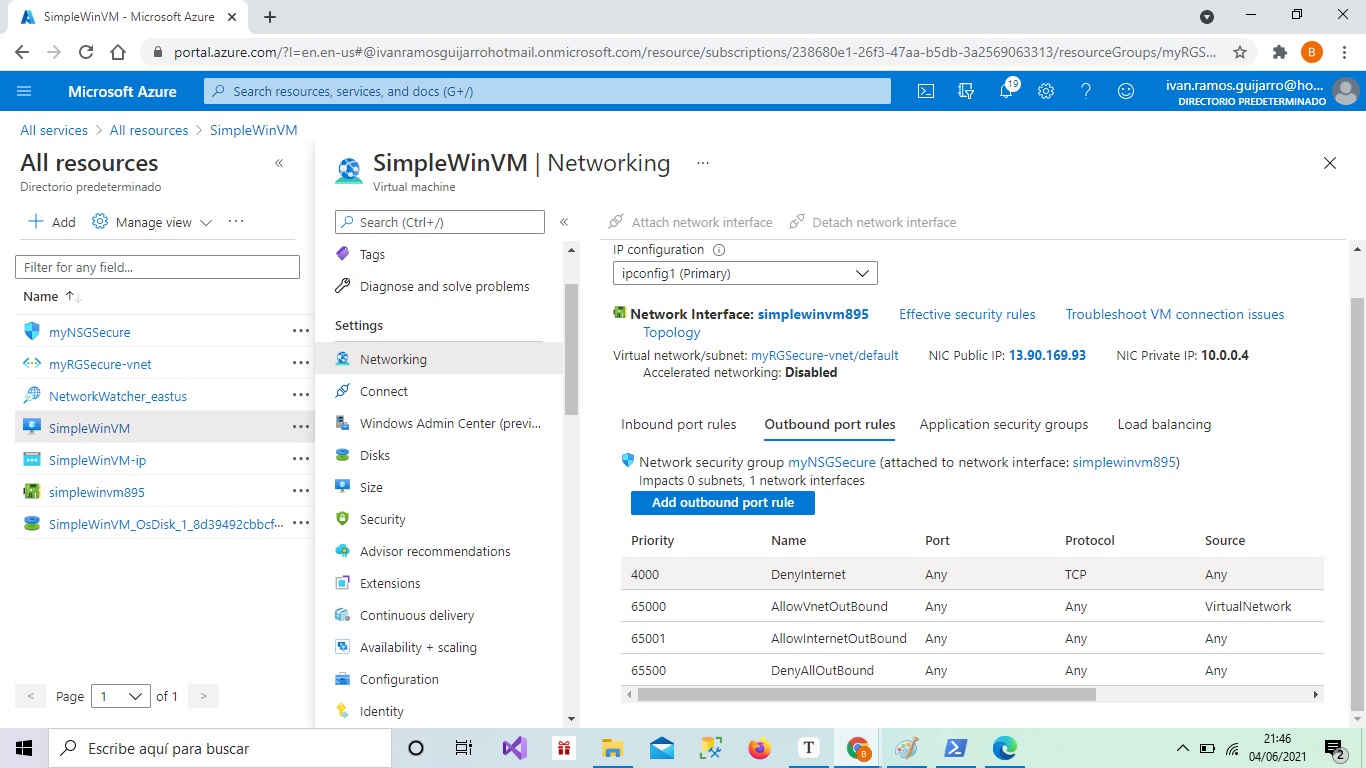 SimpleWinVM - Microsoft Azure
portal.azure.com/?l=en.en-us#@ivanramosguijarrohotmail.onmicrosoft.com/resource/subscriptions/238680e1-26f3-47aa-b5db-3a2569063313/resourceGroups/myRGS...
B
Microsoft Azure
Search resources, services, and docs (G+/)
19
ivan.ramos.guijarro@ho...
DIRECTORIO PREDETERMINADO
All services > All resources > SimpleWinVM
All resources
Directorio predeterminado
Add
Manage view
Filter for any field...
Name
myNSGSecure
myRGSecure-vnet
NetworkWatcher_eastus
SimpleWinVM
SimpleWinVM-ip
simplewinvm895
SimpleWinVM_OsDisk_1_8d39492cbbcf...
< Page 1 of 1 >
SimpleWinVM | Networking
Virtual machine
Search (Ctrl+/)
Tags
Diagnose and solve problems
Settings
Networking
Connect
Windows Admin Center (previ...
Disks
Size
Security
Advisor recommendations
Extensions
Continuous delivery
Availability + scaling
Configuration
Identity
Attach network interface Detach network interface
IP configuration
ipconfig1 (Primary)
Network Interface: simplewinvm895 Effective security rules Troubleshoot VM connection issues
Topology
Virtual network/subnet: myRGSecure-vnet/default NIC Public IP: 13.90.169.93 NIC Private IP: 10.0.0.4
Accelerated networking: Disabled
Inbound port rules Outbound port rules Application security groups Load balancing
Network security group myNSGSecure (attached to network interface: simplewinvm895)
Impacts 0 subnets, 1 network interfaces
Add outbound port rule
Priority Name Port Protocol Source
4000 DenyInternet Any TCP Any
65000 AllowVnetOutBound Any Any VirtualNetwork
65001 AllowInternetOutBound Any Any Any
65500 DenyAllOutBound Any Any Any
Escribe aquí para buscar
T
B
21:46
04/06/2021
2